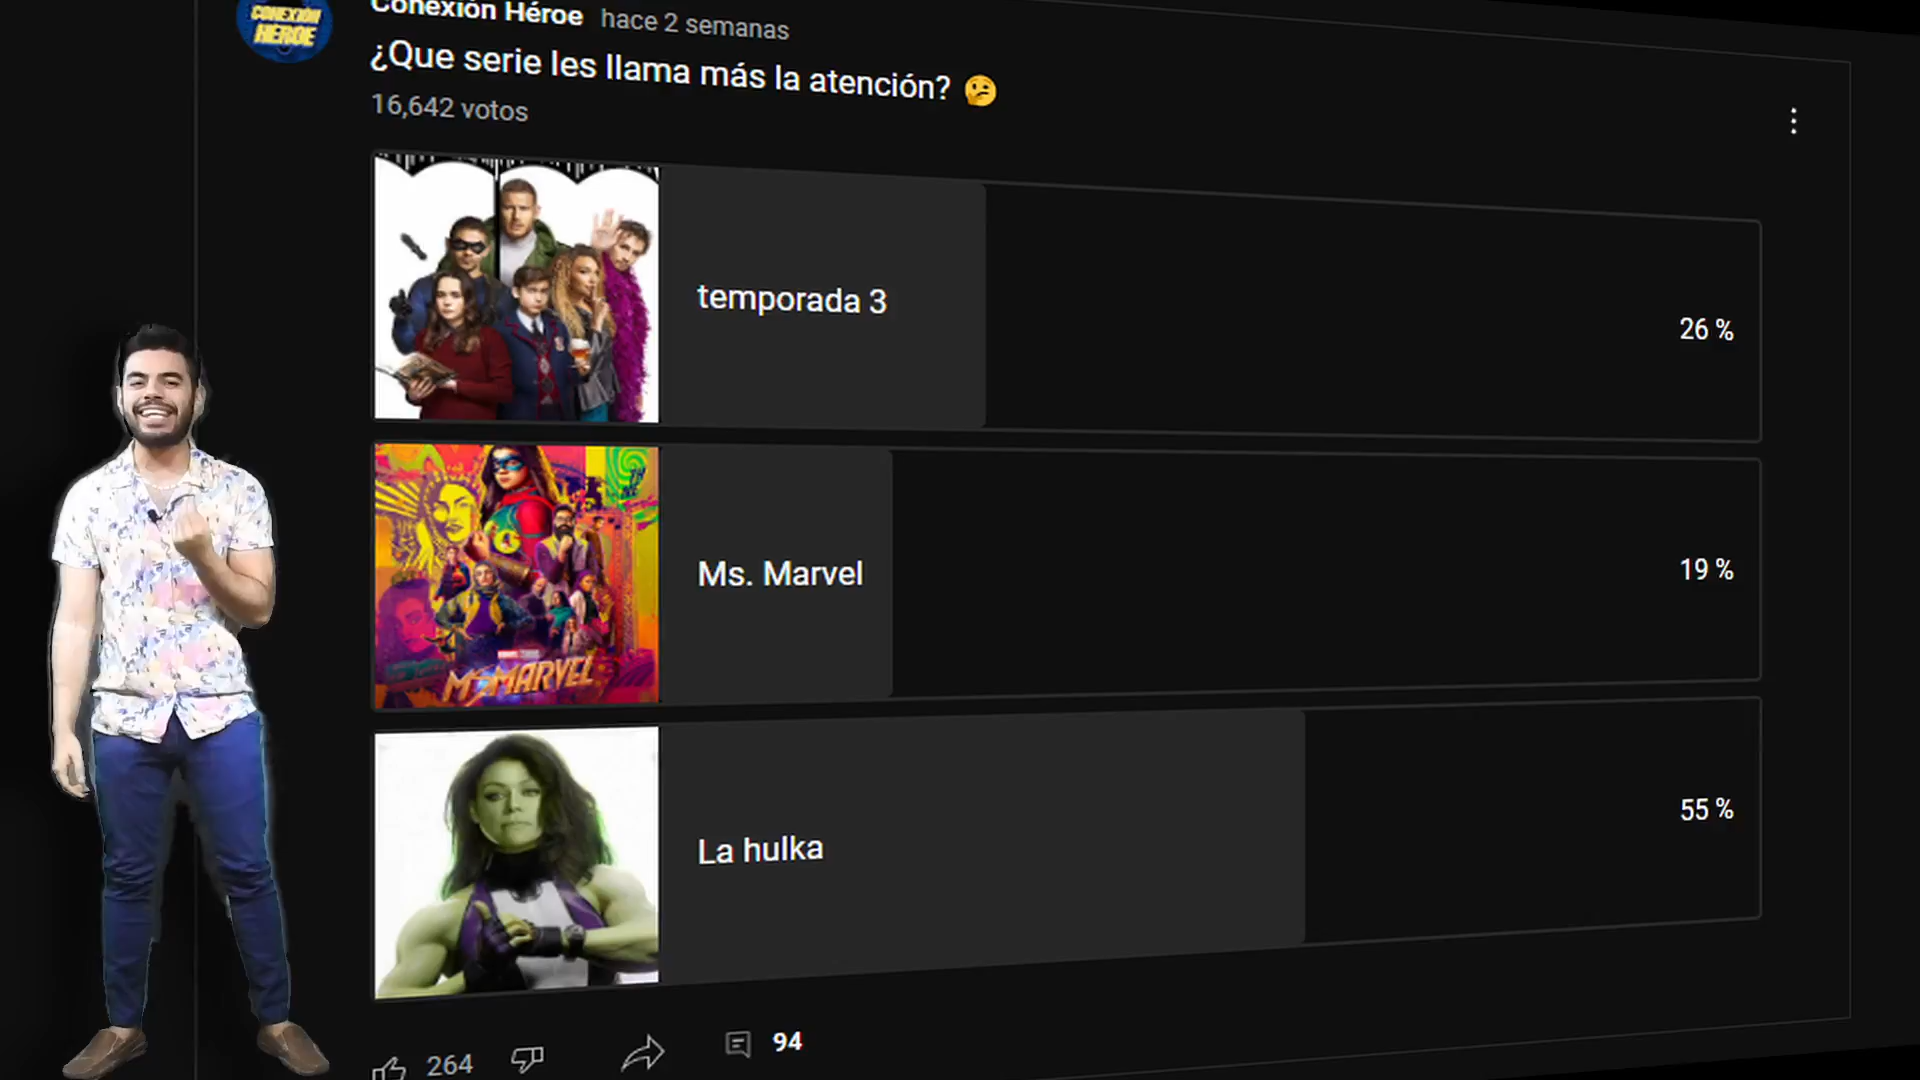 CONEXIÓN
HÉROE
Conexión Héroe hace 2 semanas
¿Que serie les llama más la atención? 🤔
16,642 votos
temporada 3
26 %
Ms. Marvel
19 %
MS MARVEL
La hulka
55 %
264
94